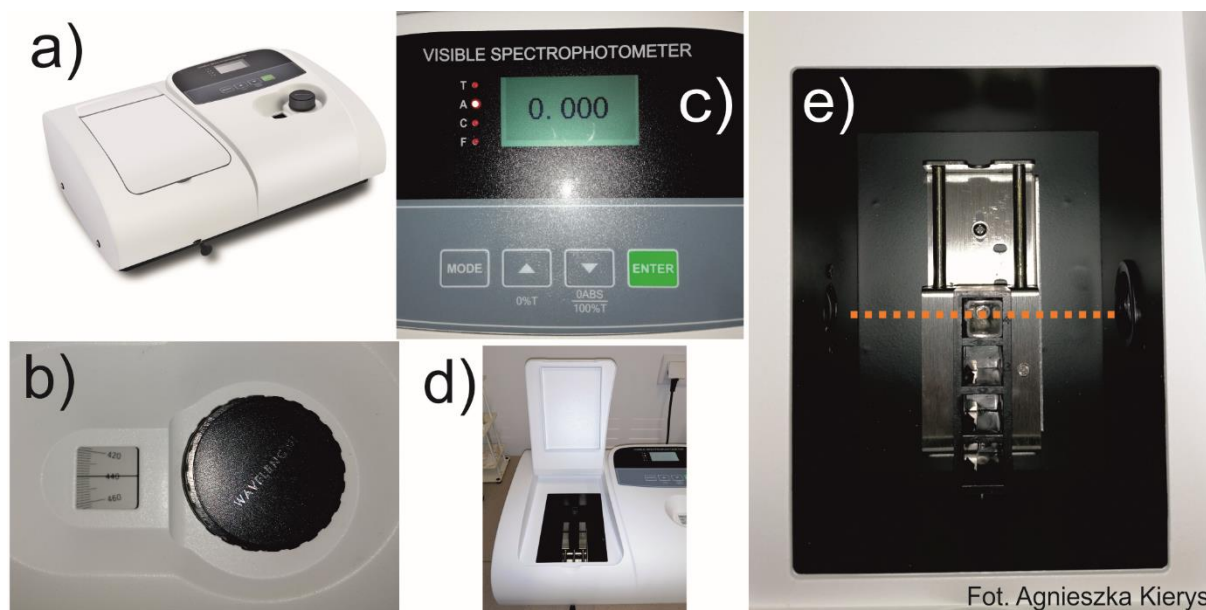 a)
VISIBLE SPECTROPHOTOMETER
T
A
C
F
0. 000
c)
MODE
ENTER
0%T
0ABS
100%T
b)
420
440
460
WAVELENGTH
d)
e)
Fot. Agnieszka Kierys